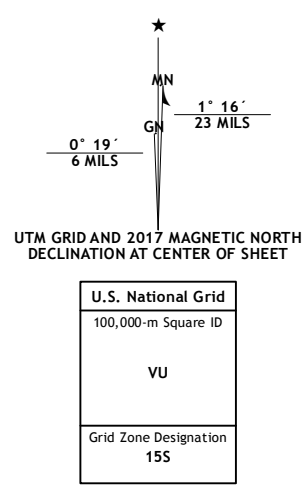 ★
MN
1° 16´
23 MILS
GN
0° 19´
6 MILS
UTM GRID AND 2017 MAGNETIC NORTH
DECLINATION AT CENTER OF SHEET
U.S. National Grid
100,000-m Square ID
VU
Grid Zone Designation
15S